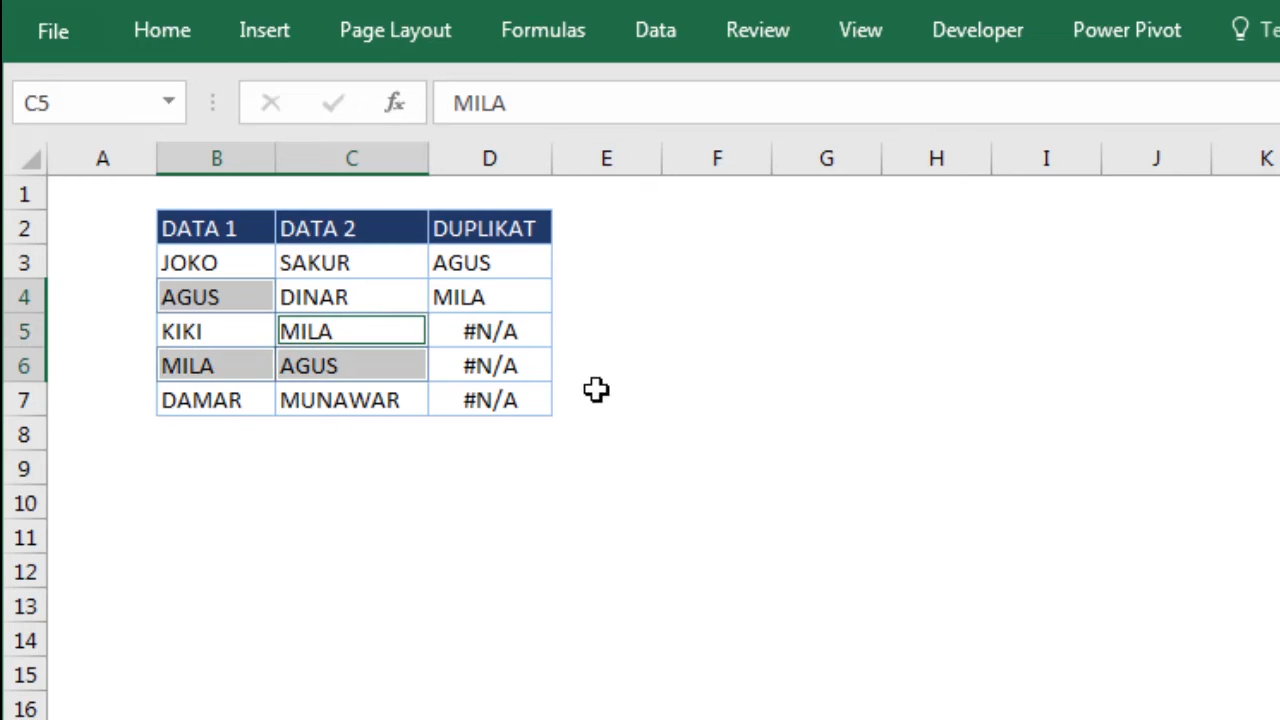 File Home Insert Page Layout Formulas Data Review View Developer Power Pivot Te
C5 fx MILA
A B C D E F G H I J K
1
2 DATA 1 DATA 2 DUPLIKAT
3 JOKO SAKUR AGUS
4 AGUS DINAR MILA
5 KIKI MILA #N/A
6 MILA AGUS #N/A
7 DAMAR MUNAWAR #N/A
8
9
10
11
12
13
14
15
16